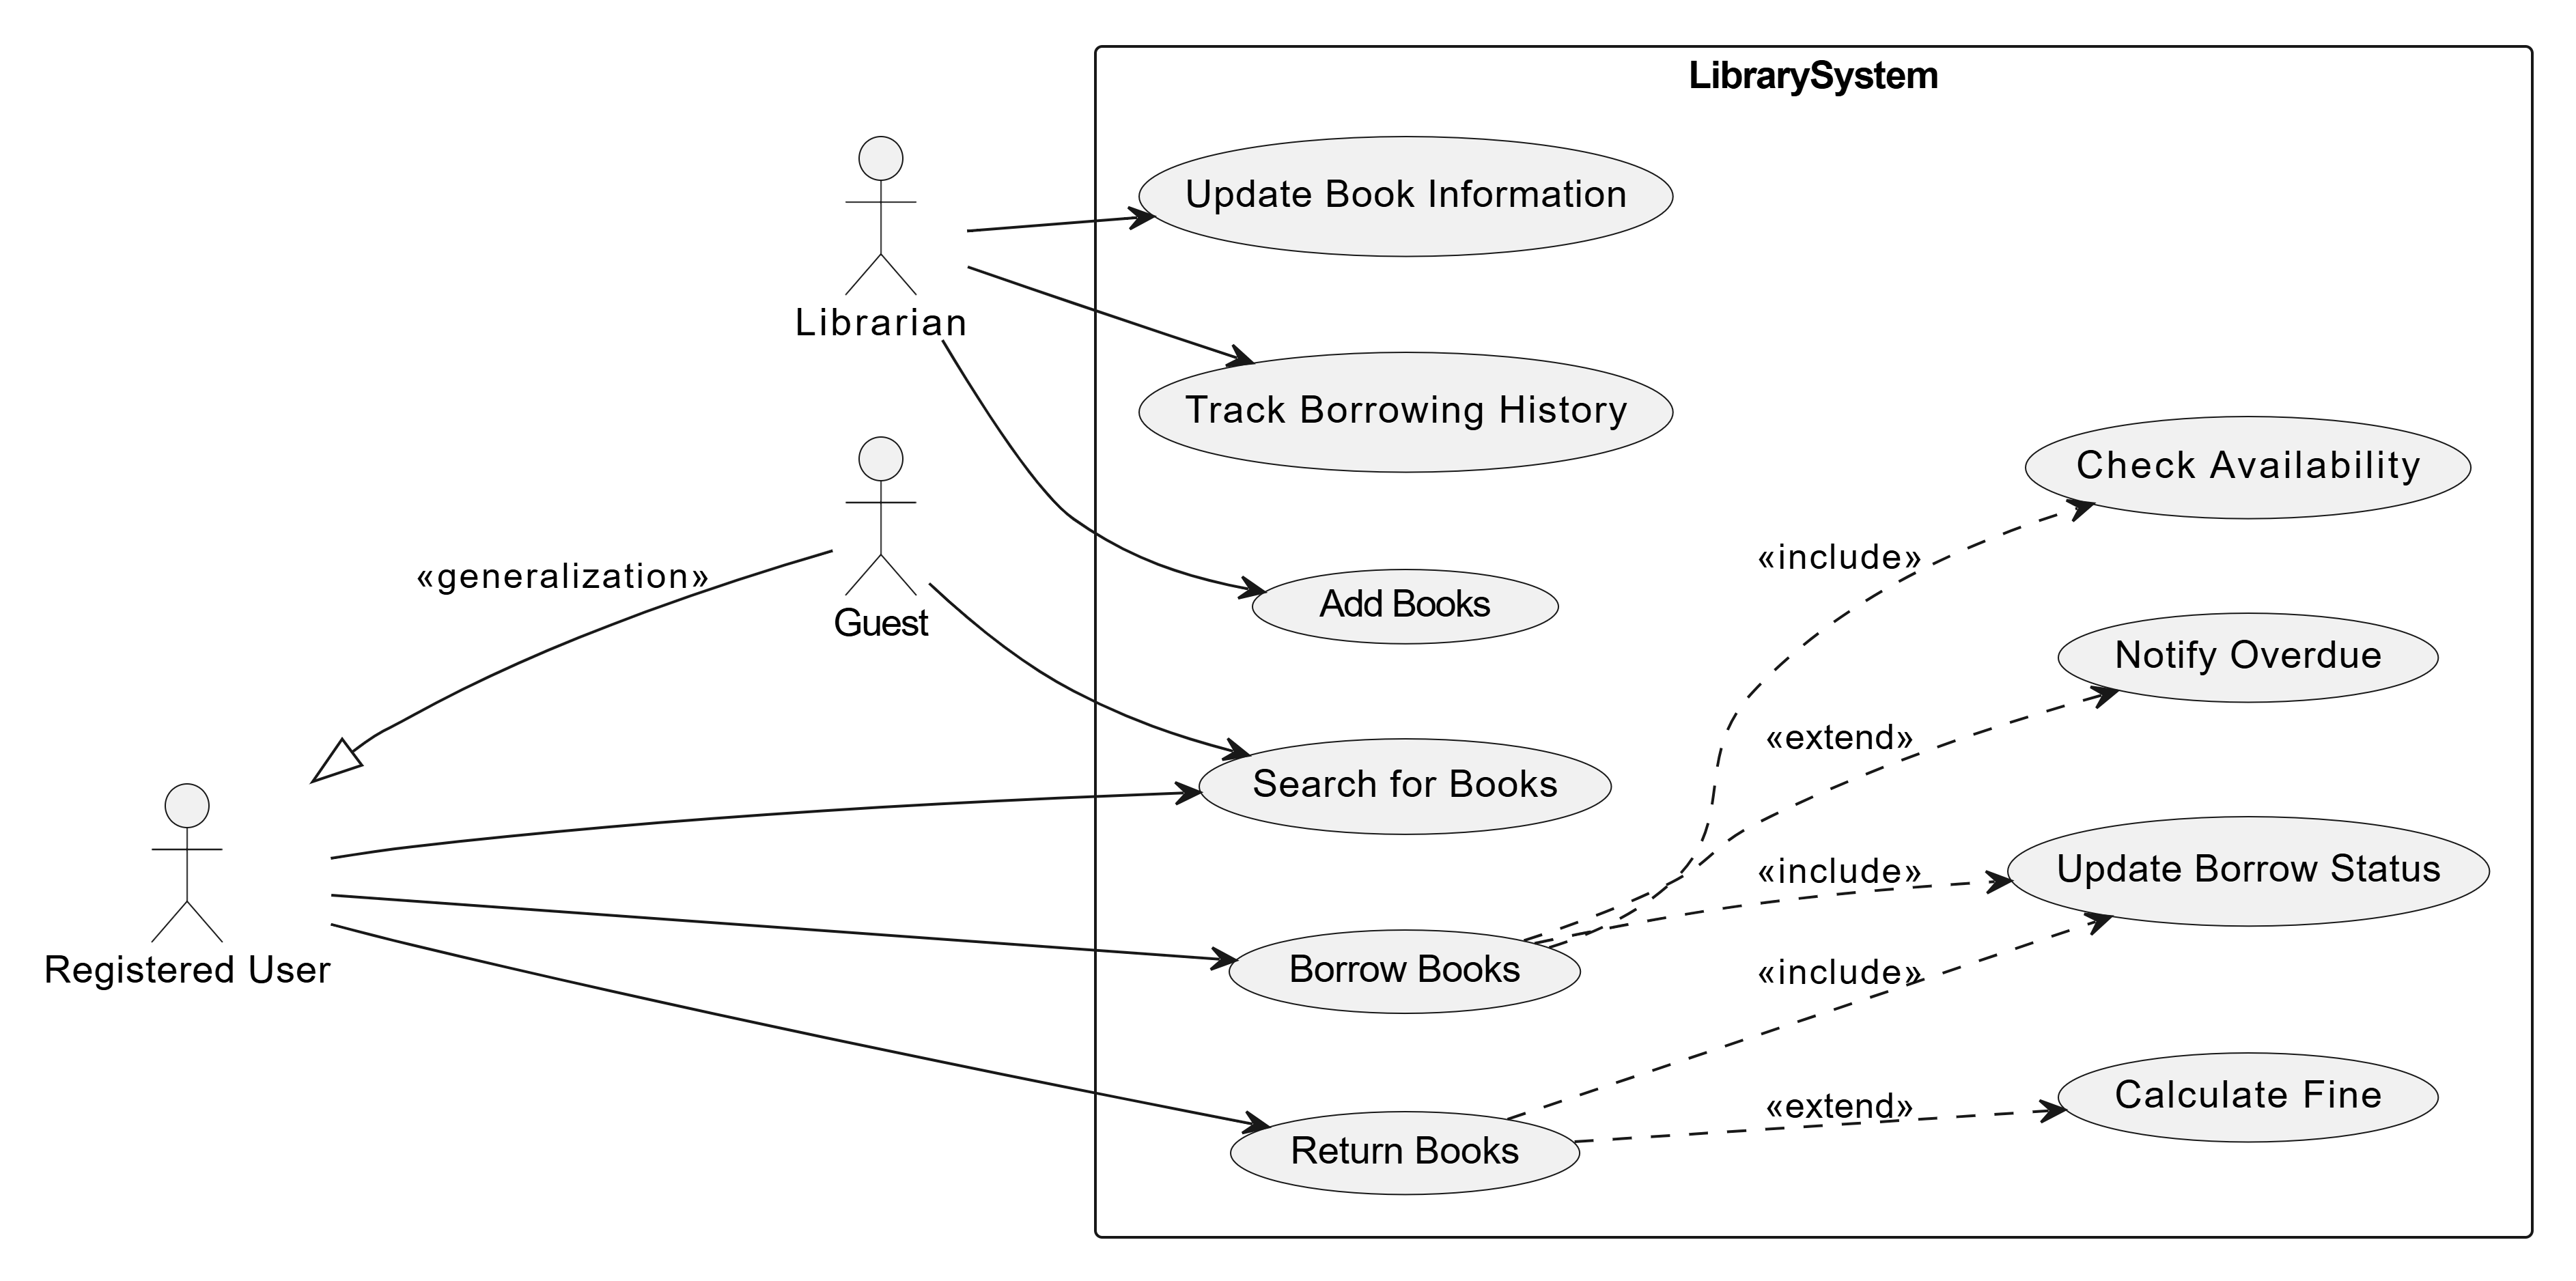 LibrarySystem
Update Book Information
Librarian
Track Borrowing History
Check Availability
«include»
«generalization»
Add Books
Guest
Notify Overdue
«extend»
Search for Books
Update Borrow Status
«include»
Registered User
Borrow Books
«include»
Calculate Fine
«extend»
Return Books